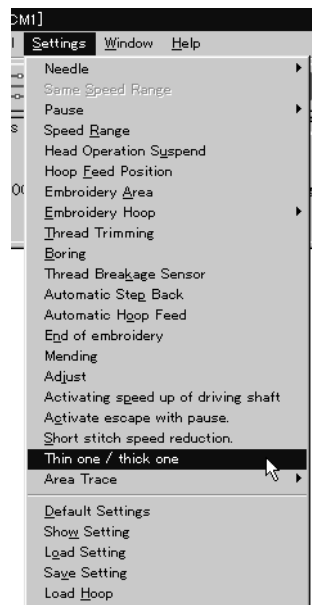 CM1]
Settings Window Help
Needle
Same Speed Range
Pause
Speed Range
Head Operation Suspend
Hoop Feed Position
Embroidery Area
Embroidery Hoop
Thread Trimming
Boring
Thread Breakage Sensor
Automatic Step Back
Automatic Hoop Feed
End of embroidery
Mending
Adjust
Activating speed up of driving shaft
Activate escape with pause.
Short stitch speed reduction.
Thin one / thick one
Area Trace
Default Settings
Show Setting
Load Setting
Save Setting
Load Hoop